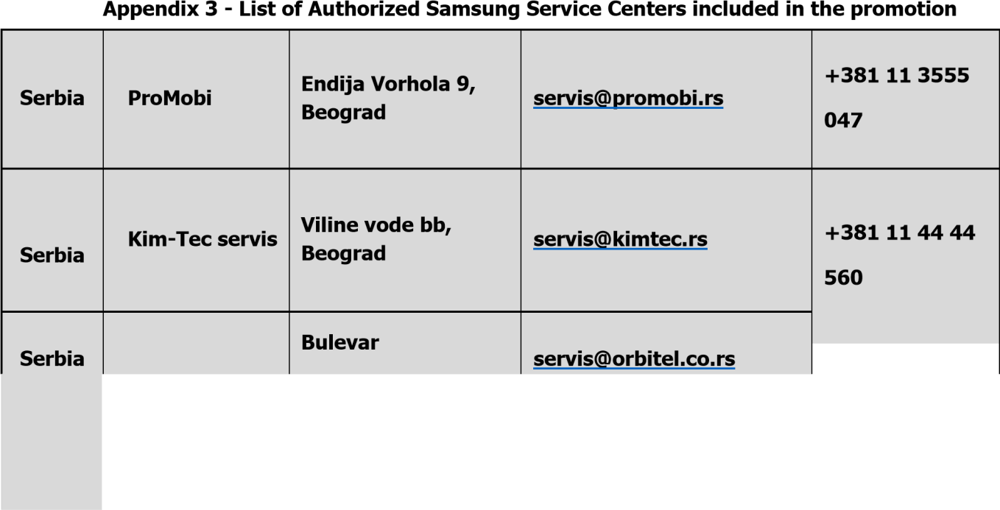 Appendix 3 - List of Authorized Samsung Service Centers included in the promotion
Serbia
ProMobi
Endija Vorhola 9,
Beograd
servis@promobi.rs
+381 11 3555
047
Serbia
Kim-Tec servis
Viline vode bb,
Beograd
servis@kimtec.rs
+381 11 44 44
560
Serbia
Bulevar
servis@orbitel.co.rs